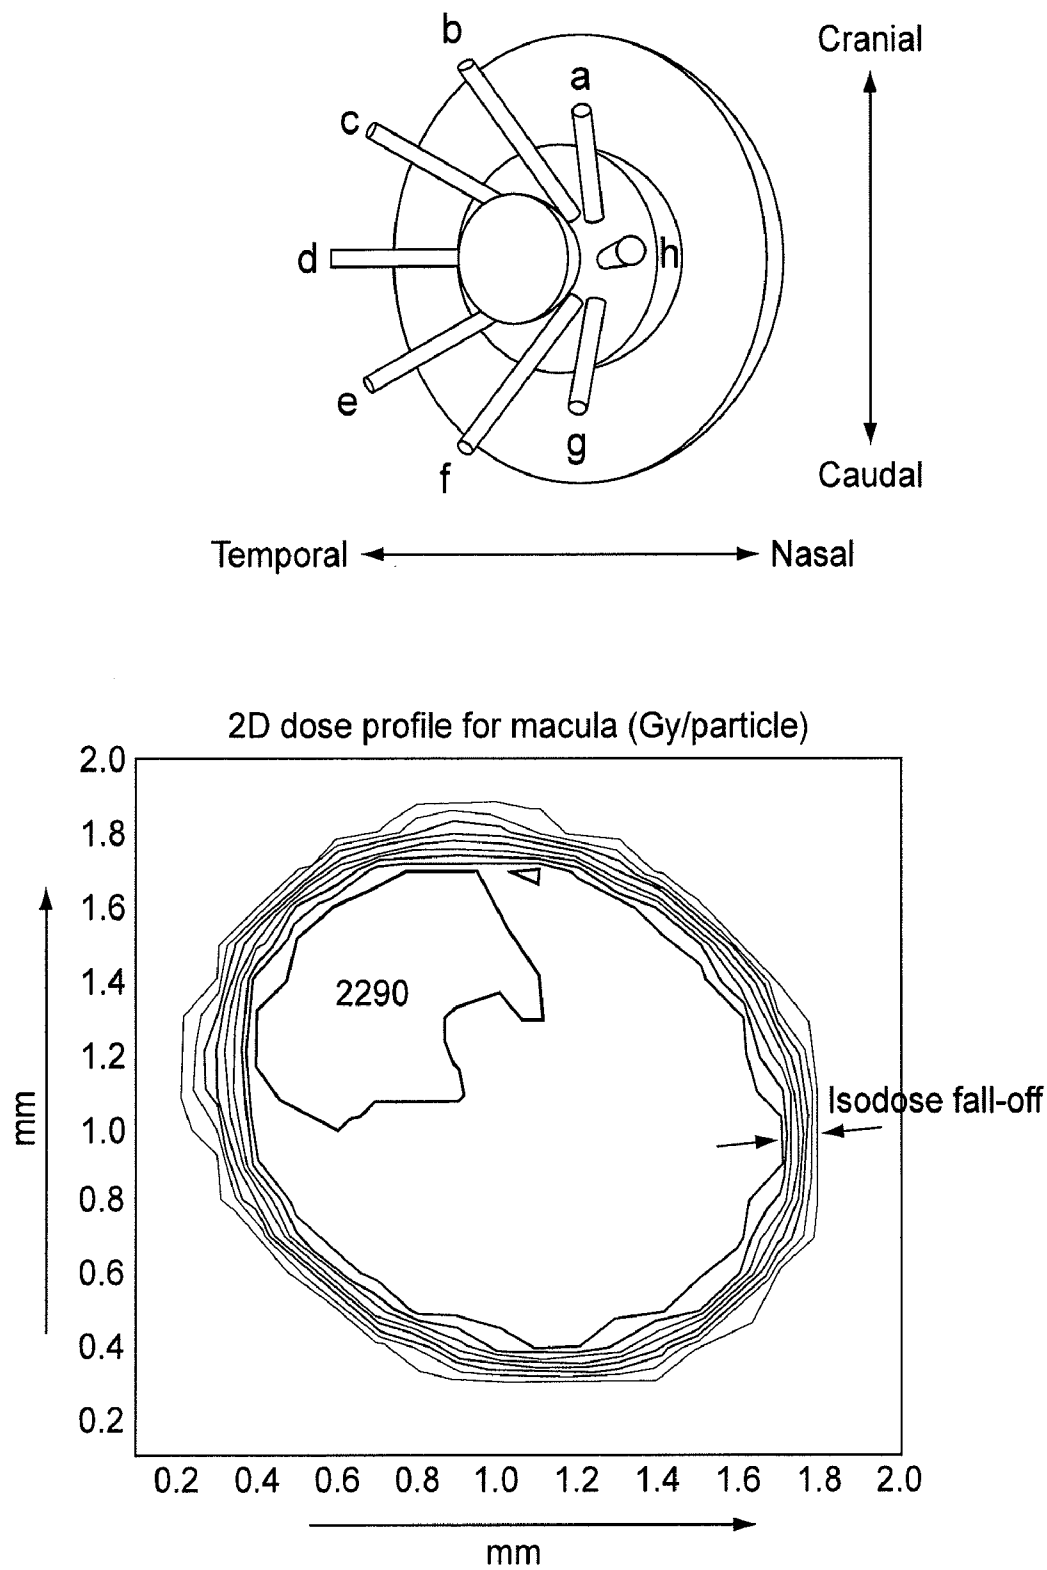 b
Cranial
a
c
d
h
e
g
f
Caudal
Temporal
Nasal
2D dose profile for macula (Gy/particle)
2.0
1.8
1.6
1.4
2290
1.2
Isodose fall-off
mm
1.0
0.8
0.6
0.4
0.2
0.2 0.4 0.6 0.8 1.0 1.2 1.4 1.6 1.8 2.0
mm